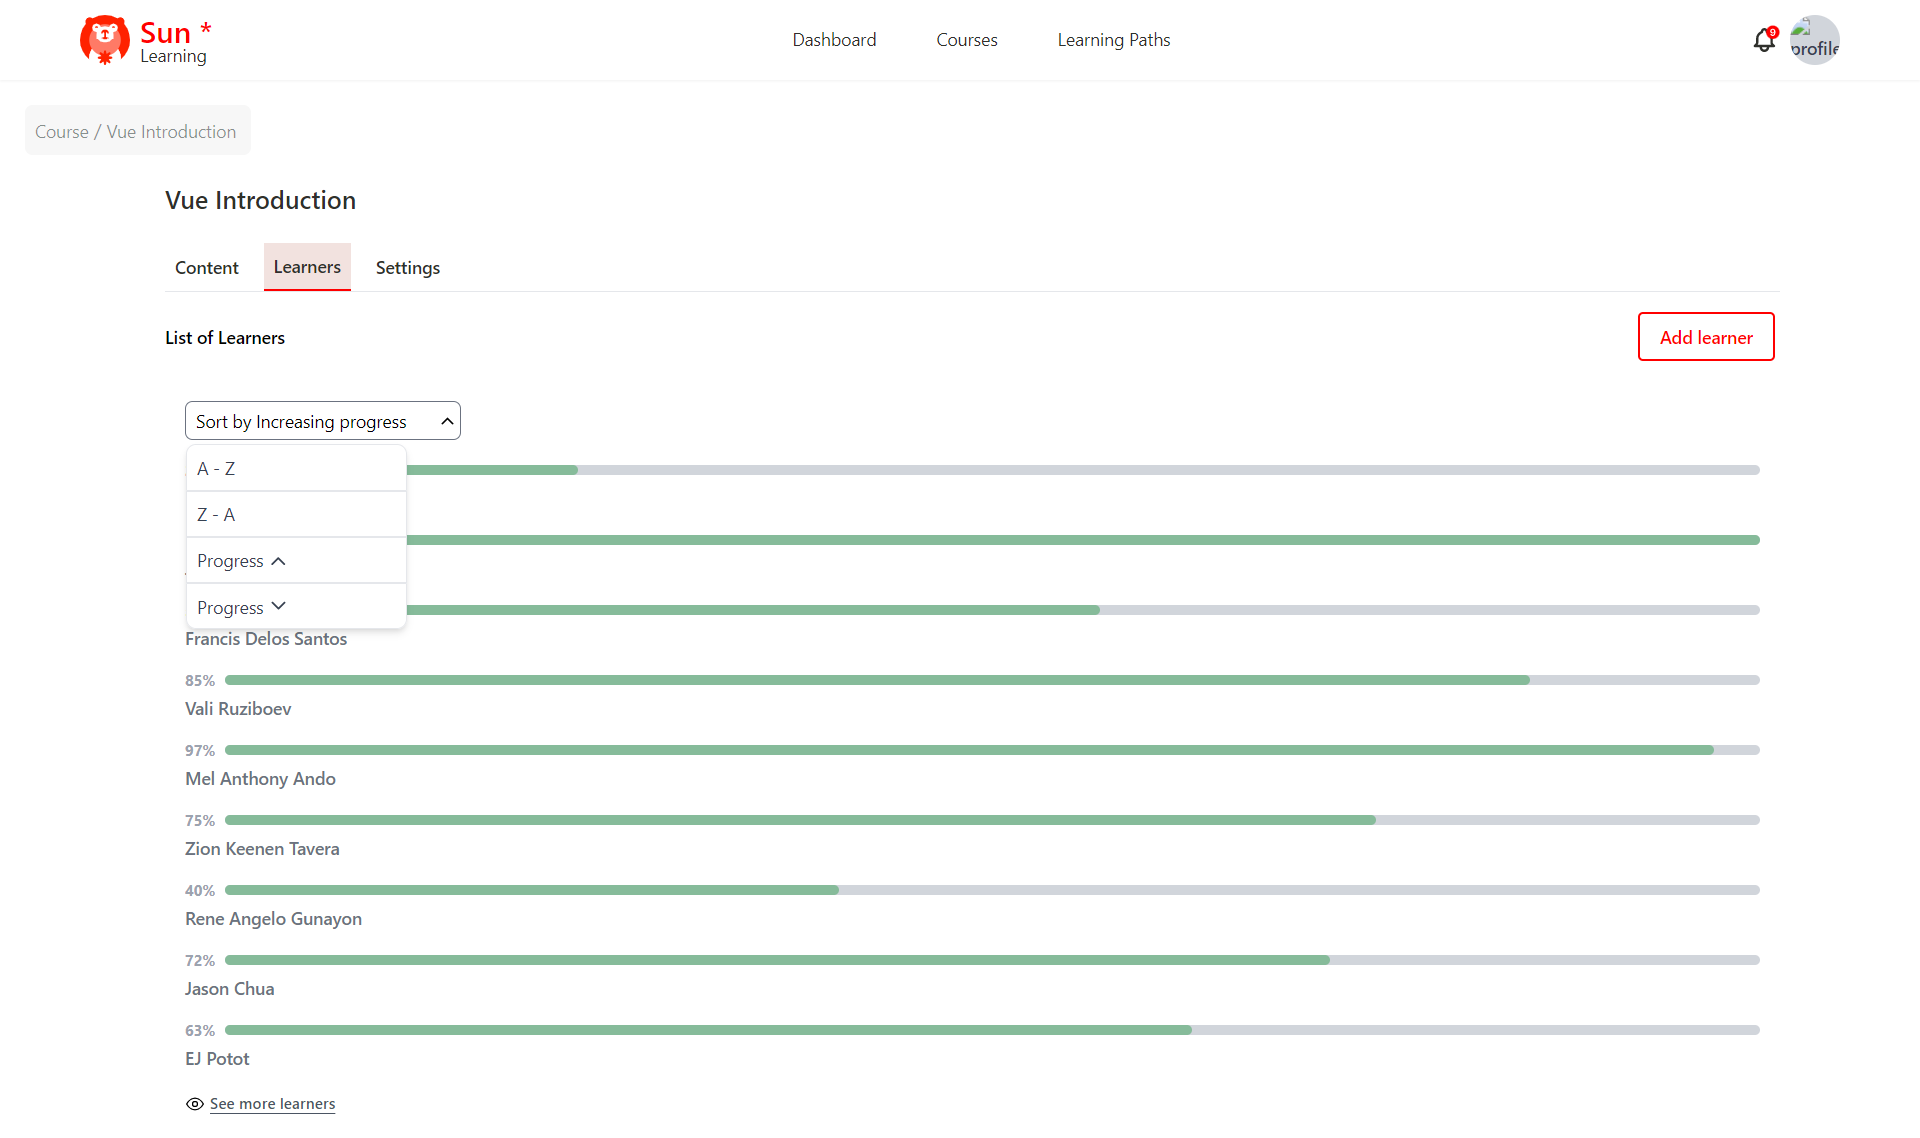 Sun *
Learning
Dashboard
Courses
Learning Paths
9
profile
Course / Vue Introduction
Vue Introduction
Content
Learners
Settings
List of Learners
Add learner
Sort by Increasing progress
A - Z
Z - A
Progress
Progress
Francis Delos Santos
85%
Vali Ruziboev
97%
Mel Anthony Ando
75%
Zion Keenen Tavera
40%
Rene Angelo Gunayon
72%
Jason Chua
63%
EJ Potot
See more learners